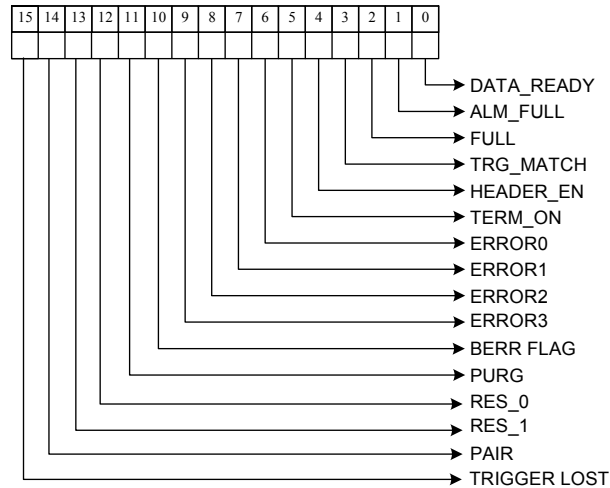 15 14 13 12 11 10 9 8 7 6 5 4 3 2 1 0
DATA_READY
ALM_FULL
FULL
TRG_MATCH
HEADER_EN
TERM_ON
ERROR0
ERROR1
ERROR2
ERROR3
BERR FLAG
PURG
RES_0
RES_1
PAIR
TRIGGER LOST